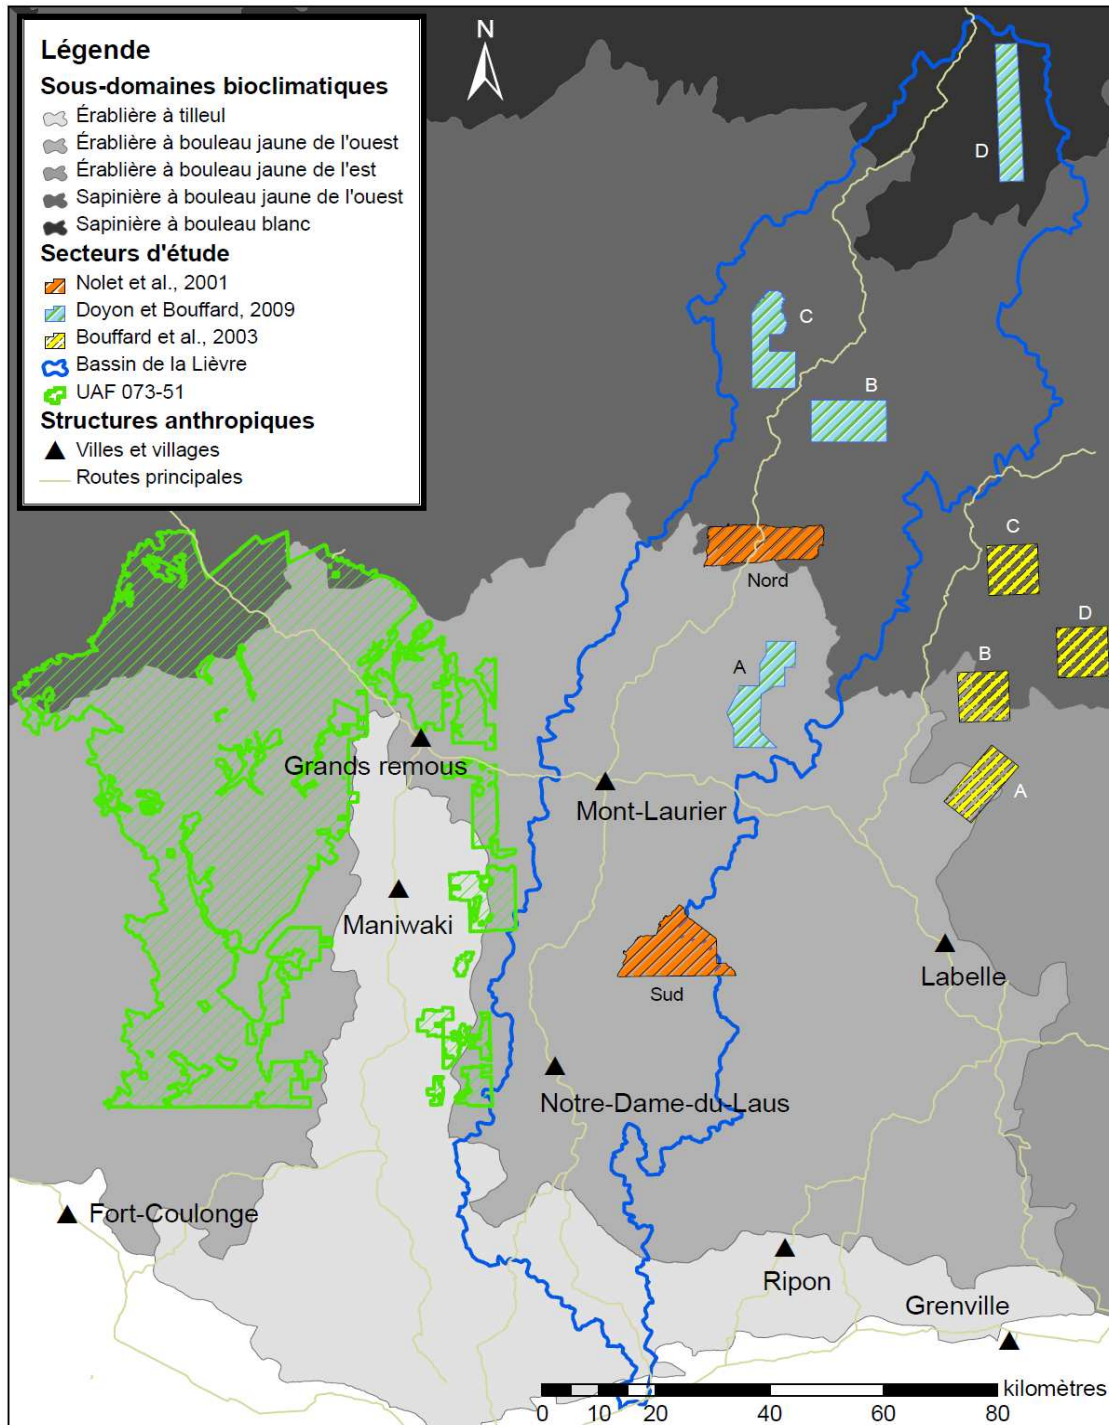 N
Légende
Sous-domaines bioclimatiques
Érablière à tilleul
Érablière à bouleau jaune de l'ouest
Érablière à bouleau jaune de l'est
Sapinière à bouleau jaune de l'ouest
Sapinière à bouleau blanc
Secteurs d'étude
Nolet et al., 2001
Doyon et Bouffard, 2009
Bouffard et al., 2003
Bassin de la Lièvre
UAF 073-51
Structures anthropiques
Villes et villages
Routes principales
D
C
B
C
Nord
D
B
A
Grands remous
Mont-Laurier
A
Maniwaki
Labelle
Sud
Notre-Dame-du-Laus
Fort-Coulonge
Ripon
Grenville
kilomètres
0 10 20 40 60 80